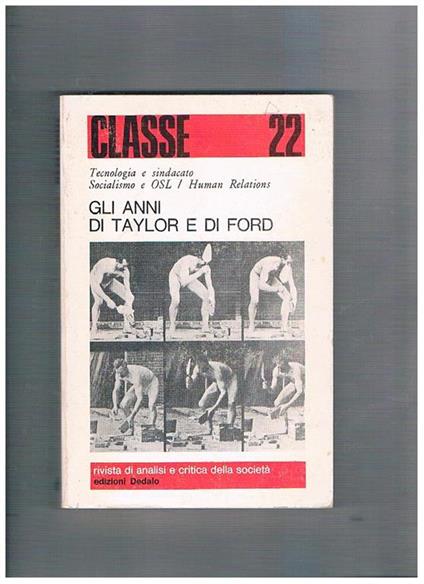 CLASSE 22
Tecnologia e sindacato
Socialismo e OSL / Human Relations
GLI ANNI
DI TAYLOR E DI FORD
rivista di analisi e critica della società
edizioni Dedalo